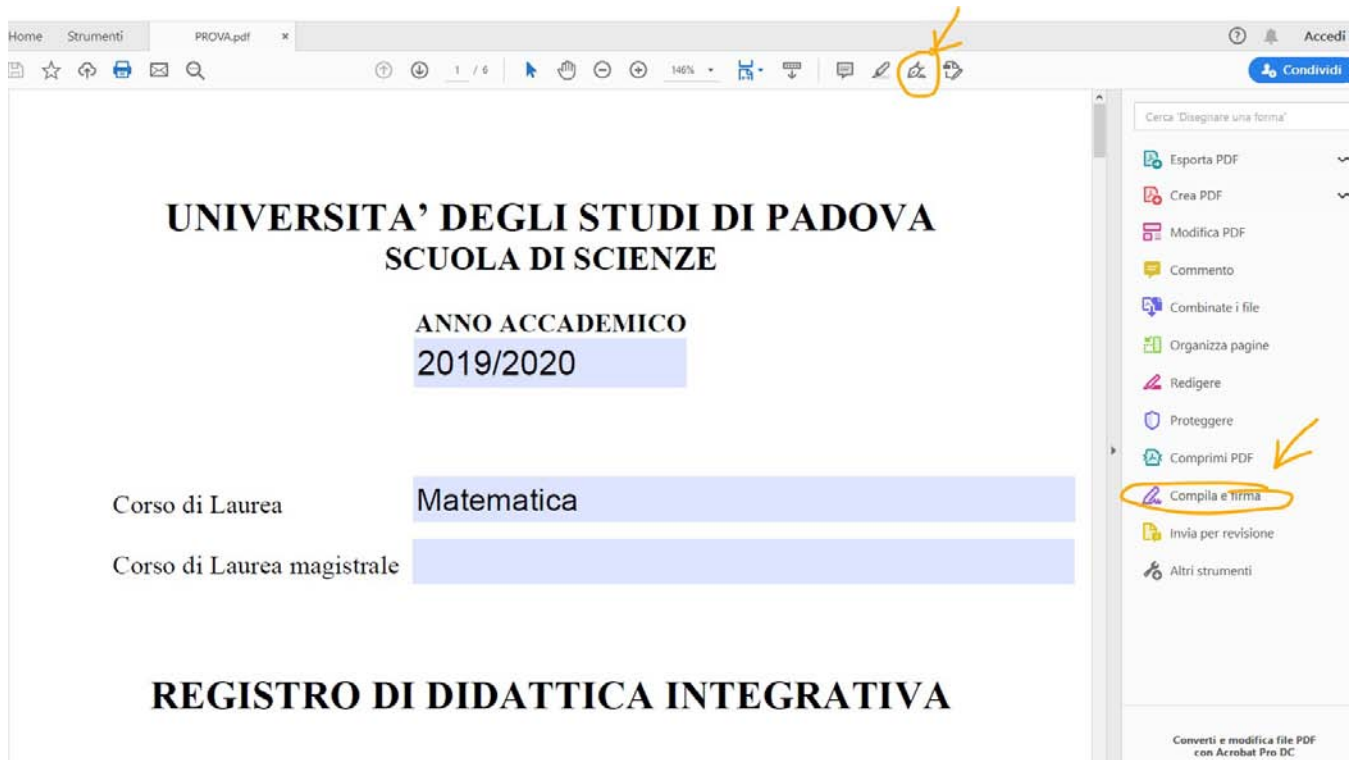 Home Strumenti PROVA.pdf × ? Accedi
1 / 6 146% Condividi
UNIVERSITA’ DEGLI STUDI DI PADOVA
SCUOLA DI SCIENZE
ANNO ACCADEMICO
2019/2020
Corso di Laurea Matematica
Corso di Laurea magistrale
REGISTRO DI DIDATTICA INTEGRATIVA
Cerca 'Disegnare una forma'
Esporta PDF
Crea PDF
Modifica PDF
Commento
Combinate i file
Organizza pagine
Redigere
Proteggere
Comprimi PDF
Compila e firma
Invia per revisione
Altri strumenti
Converti e modifica file PDF
con Acrobat Pro DC